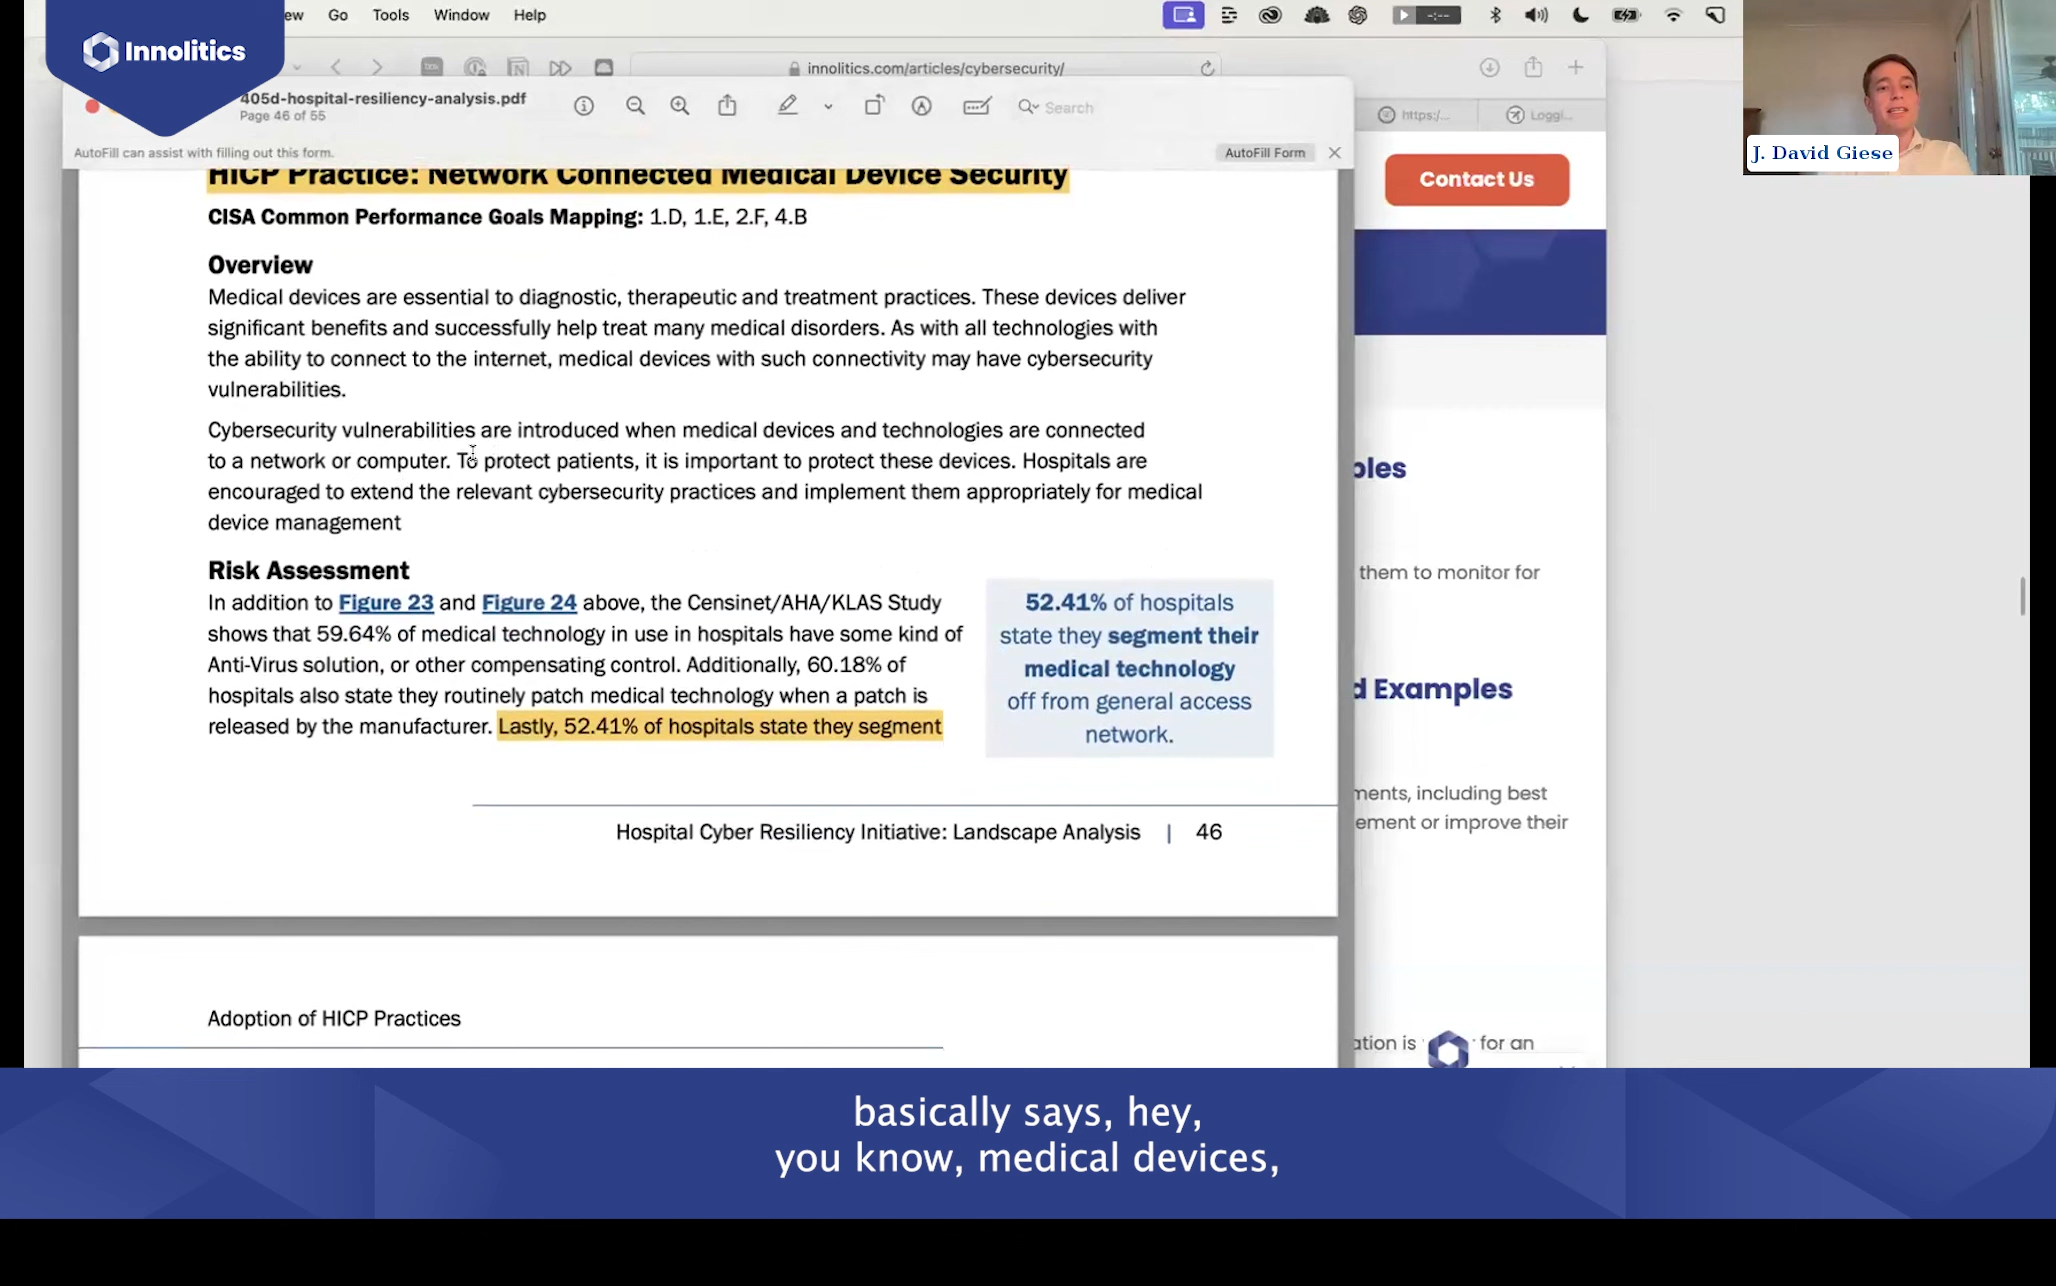 ew Go Tools Window Help
Innolitics
innolitics.com/articles/cybersecurity/
405d-hospital-resiliency-analysis.pdf
Page 46 of 55
Search
https:/...
Loggi...
J. David Giese
AutoFill can assist with filling out this form.
AutoFill Form
Contact Us
HICP Practice: Network Connected Medical Device Security
CISA Common Performance Goals Mapping: 1.D, 1.E, 2.F, 4.B
Overview
Medical devices are essential to diagnostic, therapeutic and treatment practices. These devices deliver
significant benefits and successfully help treat many medical disorders. As with all technologies with
the ability to connect to the internet, medical devices with such connectivity may have cybersecurity
vulnerabilities.
Cybersecurity vulnerabilities are introduced when medical devices and technologies are connected
to a network or computer. To protect patients, it is important to protect these devices. Hospitals are
encouraged to extend the relevant cybersecurity practices and implement them appropriately for medical
device management
Risk Assessment
In addition to Figure 23 and Figure 24 above, the Censinet/AHA/KLAS Study
shows that 59.64% of medical technology in use in hospitals have some kind of
Anti-Virus solution, or other compensating control. Additionally, 60.18% of
hospitals also state they routinely patch medical technology when a patch is
released by the manufacturer. Lastly, 52.41% of hospitals state they segment
52.41% of hospitals
state they segment their
medical technology
off from general access
network.
Hospital Cyber Resiliency Initiative: Landscape Analysis | 46
Adoption of HICP Practices
ples
them to monitor for
d Examples
ments, including best
ement or improve their
ation is
for an
basically says, hey,
you know, medical devices,